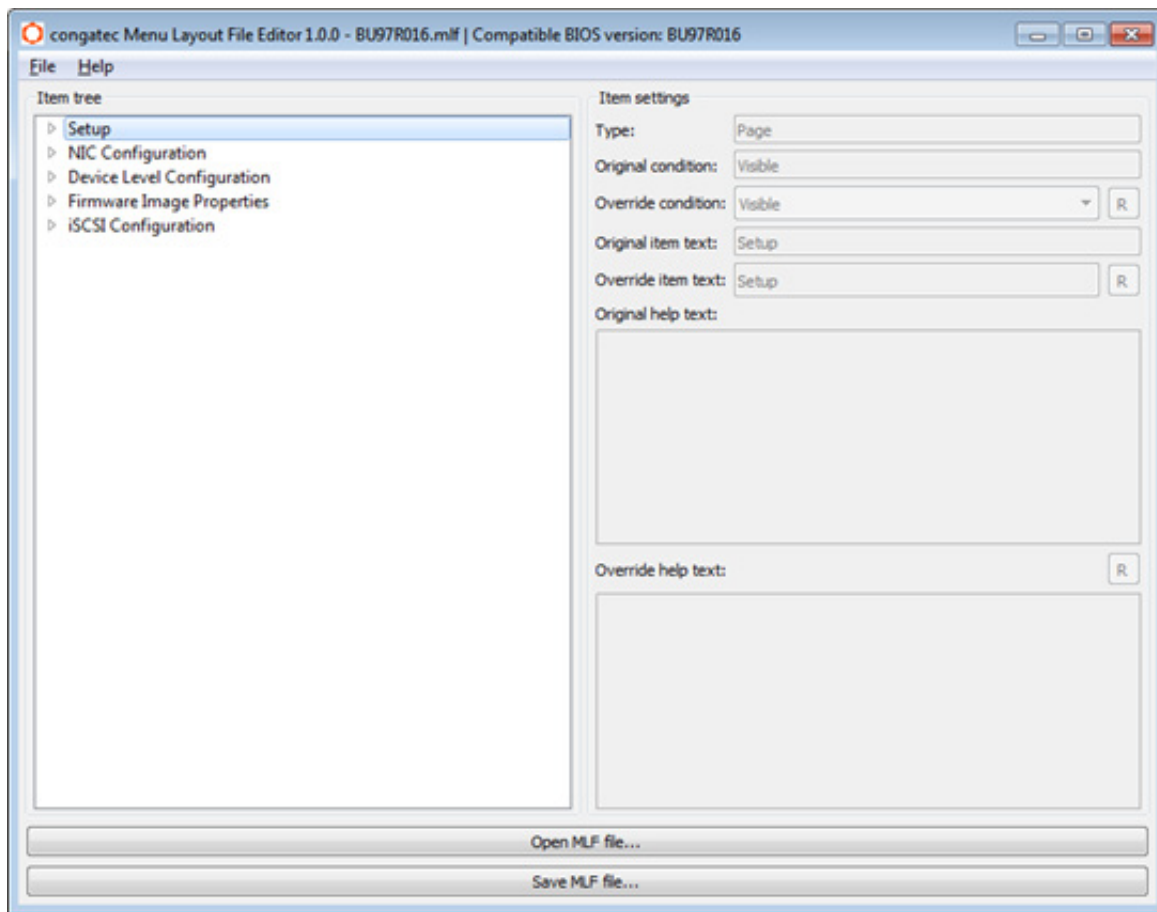 congatec Menu Layout File Editor 1.0.0 - BU97R016.mlf | Compatible BIOS version: BU97R016
File Help
Item tree
Setup
NIC Configuration
Device Level Configuration
Firmware Image Properties
iSCSI Configuration
Item settings
Type: Page
Original condition: Visible
Override condition: Visible R
Original item text: Setup
Override item text: Setup R
Original help text:
Override help text: R
Open MLF file...
Save MLF file...